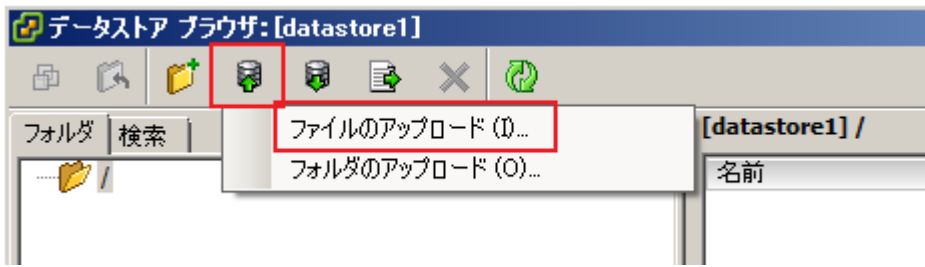 データストア ブラウザ: [datastore1]
フォルダ 検索
ファイルのアップロード (I)...
[datastore1] /
フォルダのアップロード (O)...
/
名前